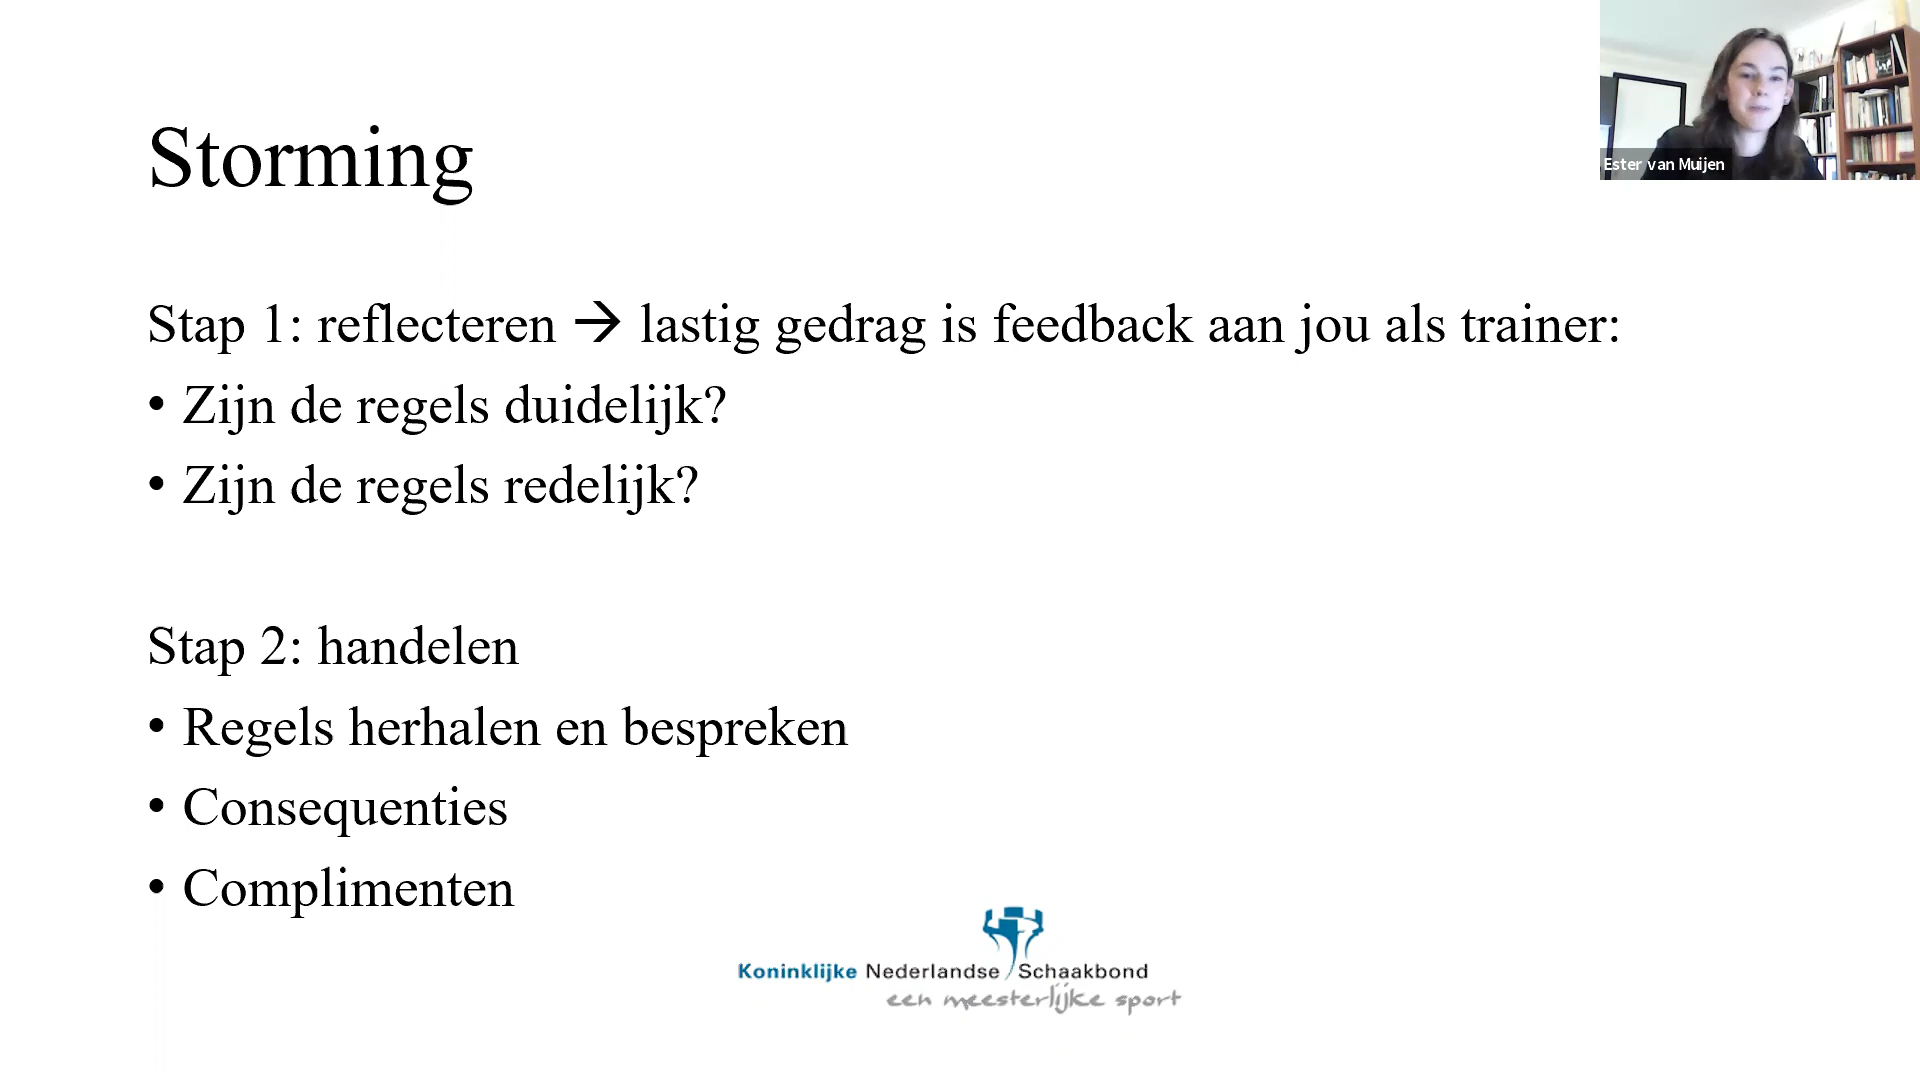 Storming
Ester van Muijen
Stap 1: reflecteren → lastig gedrag is feedback aan jou als trainer:
• Zijn de regels duidelijk?
• Zijn de regels redelijk?
Stap 2: handelen
• Regels herhalen en bespreken
• Consequenties
• Complimenten
Koninklijke Nederlandse Schaakbond
een meesterlijke sport